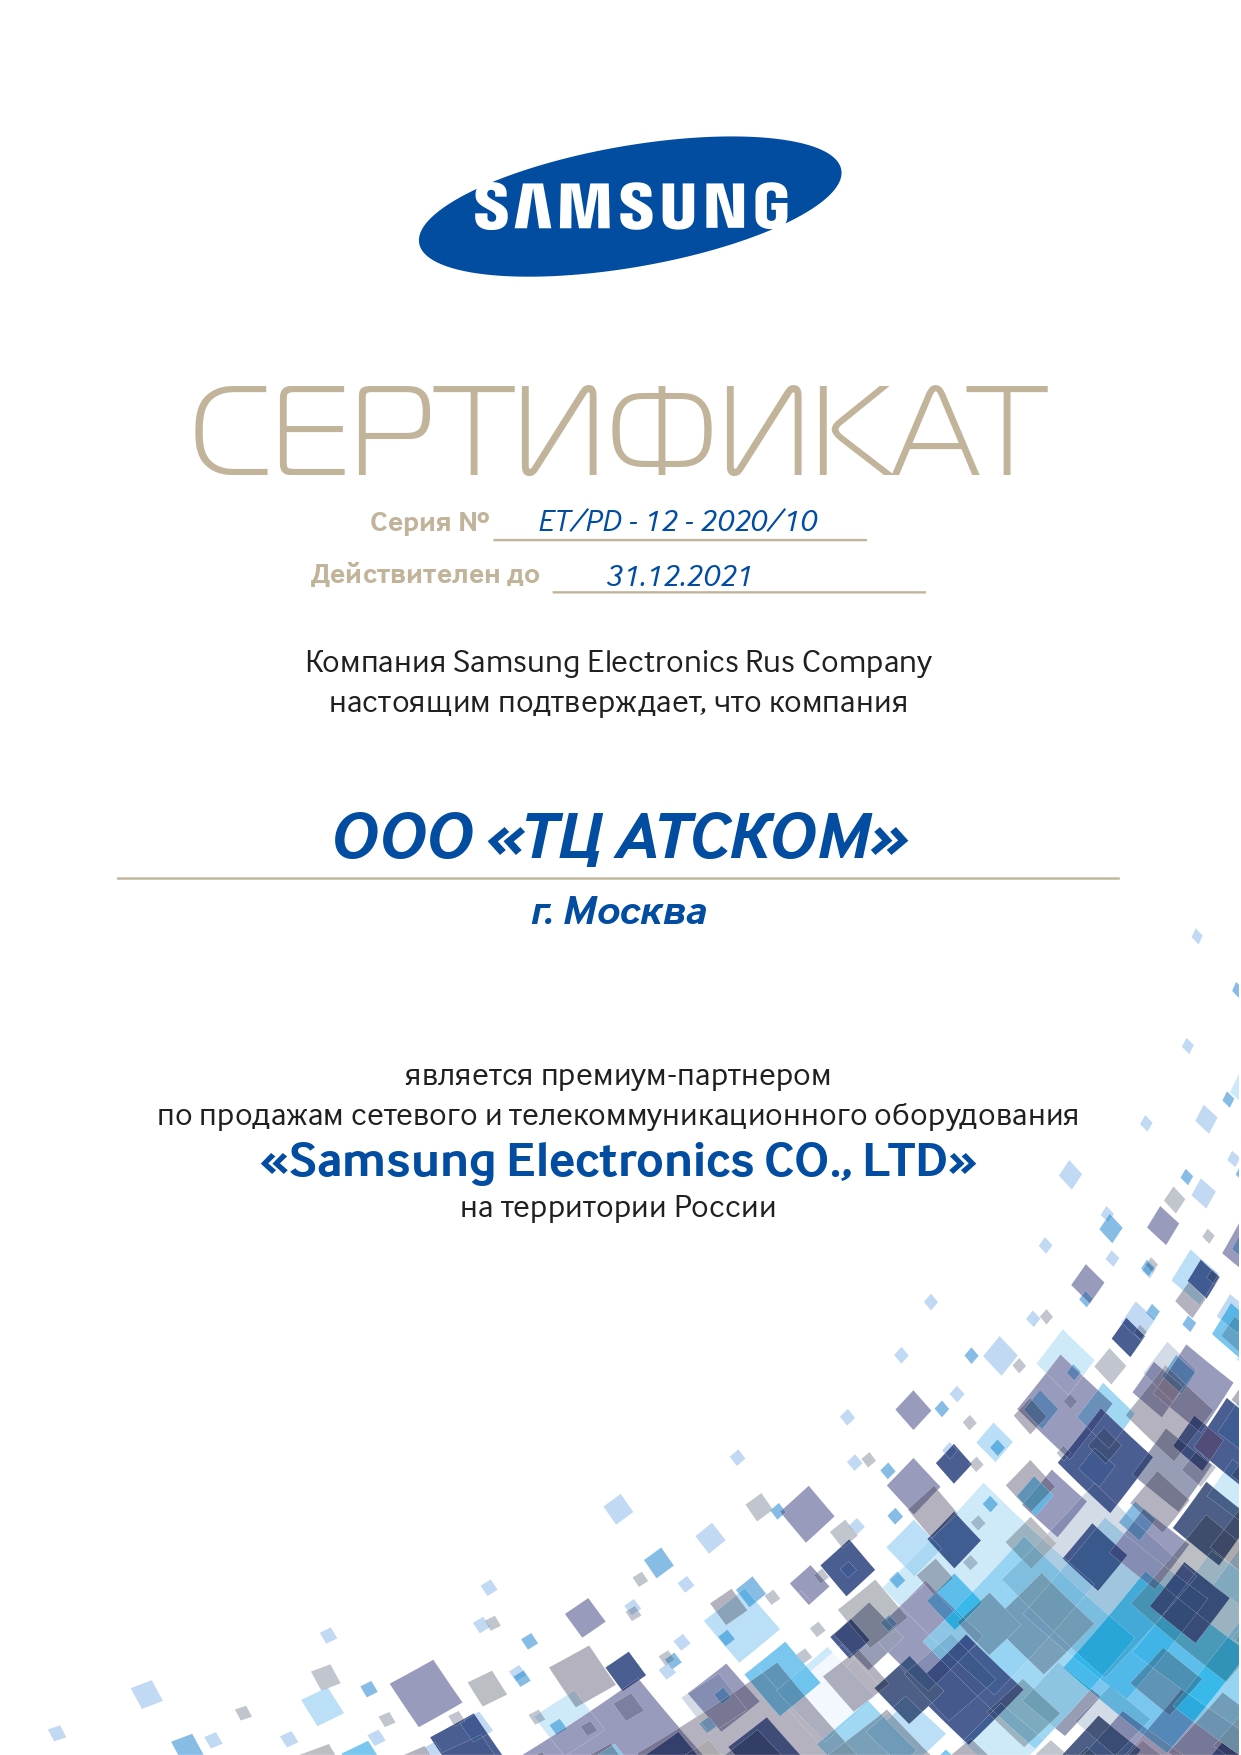 SAMSUNG
СЕРТИФИКАТ
Серия № ET/PD - 12 - 2020/10
Действителен до 31.12.2021
Компания Samsung Electronics Rus Company
настоящим подтверждает, что компания
ООО «ТЦ АТСКОМ»
г. Москва
является премиум-партнером
по продажам сетевого и телекоммуникационного оборудования
«Samsung Electronics CO., LTD»
на территории России